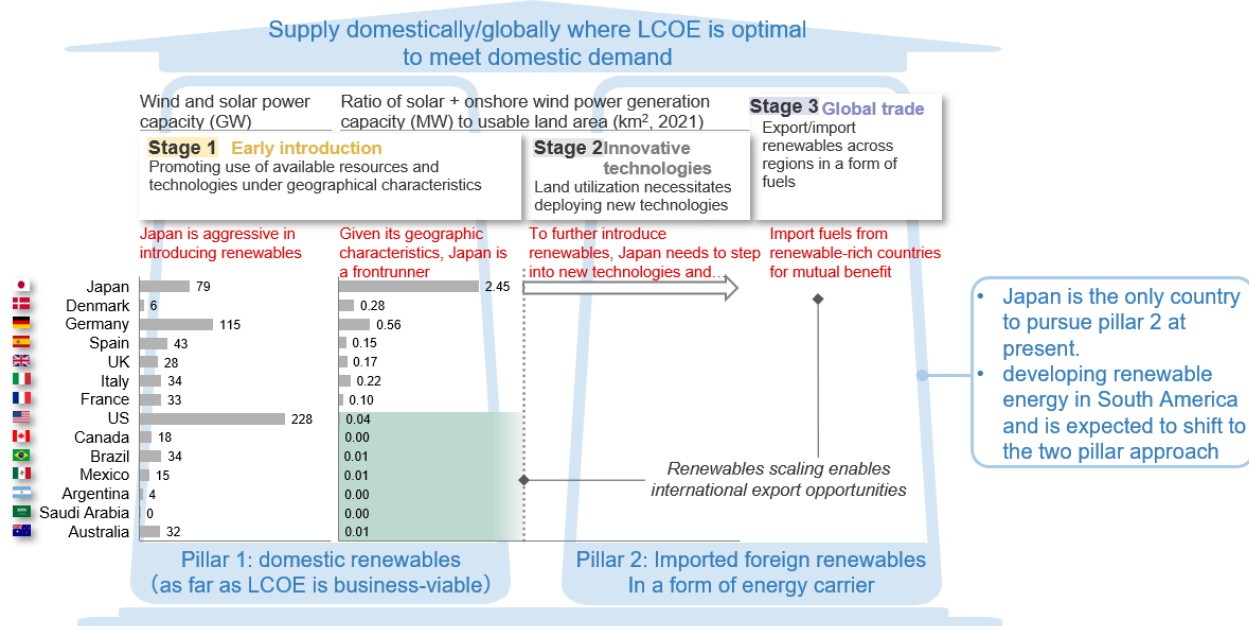 Supply domestically/globally where LCOE is optimal
to meet domestic demand
Wind and solar power
capacity (GW)
Ratio of solar + onshore wind power generation
capacity (MW) to usable land area (km², 2021)
Stage 1 Early introduction
Promoting use of available resources and
technologies under geographical characteristics
Stage 2 Innovative
technologies
Land utilization necessitates
deploying new technologies
Stage 3 Global trade
Export/import
renewables across
regions in a form of
fuels
Japan is aggressive in
introducing renewables
Given its geographic
characteristics, Japan is
a frontrunner
To further introduce
renewables, Japan needs to step
into new technologies and...
Import fuels from
renewable-rich countries
for mutual benefit
Japan 79 2.45
Denmark 6 0.28
Germany 115 0.56
Spain 43 0.15
UK 28 0.17
Italy 34 0.22
France 33 0.10
US 228 0.04
Canada 18 0.00
Brazil 34 0.01
Mexico 15 0.01
Argentina 4 0.00
Saudi Arabia 0 0.00
Australia 32 0.01
Renewables scaling enables
international export opportunities
• Japan is the only country
to pursue pillar 2 at
present.
• developing renewable
energy in South America
and is expected to shift to
the two pillar approach
Pillar 1: domestic renewables
(as far as LCOE is business-viable)
Pillar 2: Imported foreign renewables
In a form of energy carrier